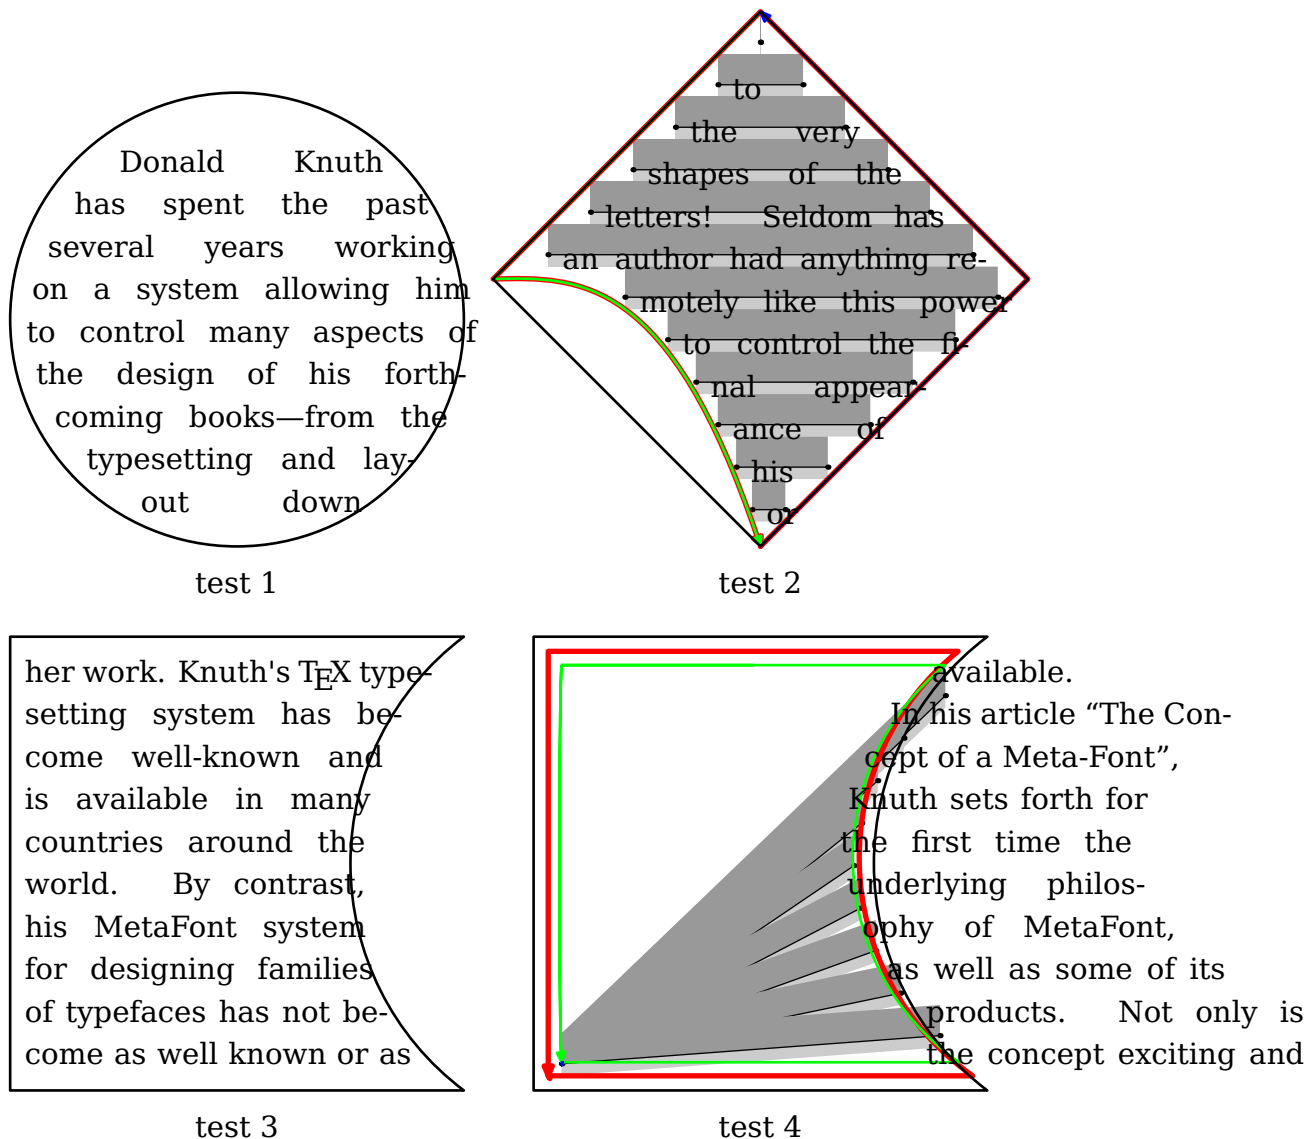 Donald Knuth
has spent the past
several years working
on a system allowing him
to control many aspects of
the design of his forth-
coming books—from the
typesetting and lay-
out down
test 1
to
the very
shapes of the
letters! Seldom has
an author had anything re-
motely like this power
to control the fi-
nal appear-
ance of
his
or
test 2
her work. Knuth's TEX type-
setting system has be-
come well-known and
is available in many
countries around the
world. By contrast,
his MetaFont system
for designing families
of typefaces has not be-
come as well known or as
test 3
available.
In his article “The Con-
cept of a Meta-Font”,
Knuth sets forth for
the first time the
underlying philos-
ophy of MetaFont,
as well as some of its
products. Not only is
the concept exciting and
test 4